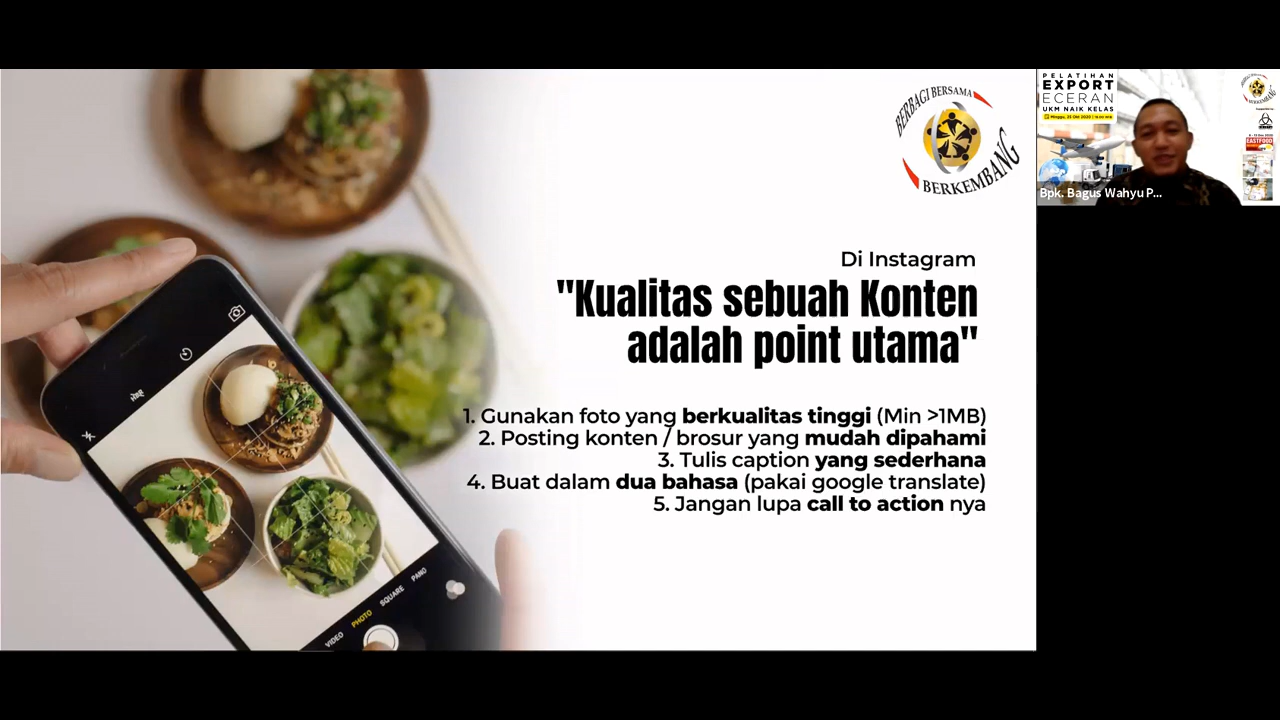 BERBAGI BERSAMA
BERKEMBANG
Di Instagram
"Kualitas sebuah Konten
adalah point utama"
1. Gunakan foto yang berkualitas tinggi (Min >1MB)
2. Posting konten / brosur yang mudah dipahami
3. Tulis caption yang sederhana
4. Buat dalam dua bahasa (pakai google translate)
5. Jangan lupa call to action nya
VIDEO PHOTO SQUARE PANO
PELATIHAN
EXPORT
ECERAN
UKM NAIK KELAS
EASTFOOD
Bpk. Bagus Wahyu P...